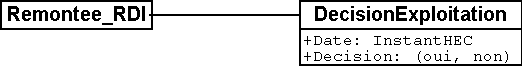 Remontee_RDI
DecisionExploitation
+Date: InstantHEC
+Decision: (oui, non)